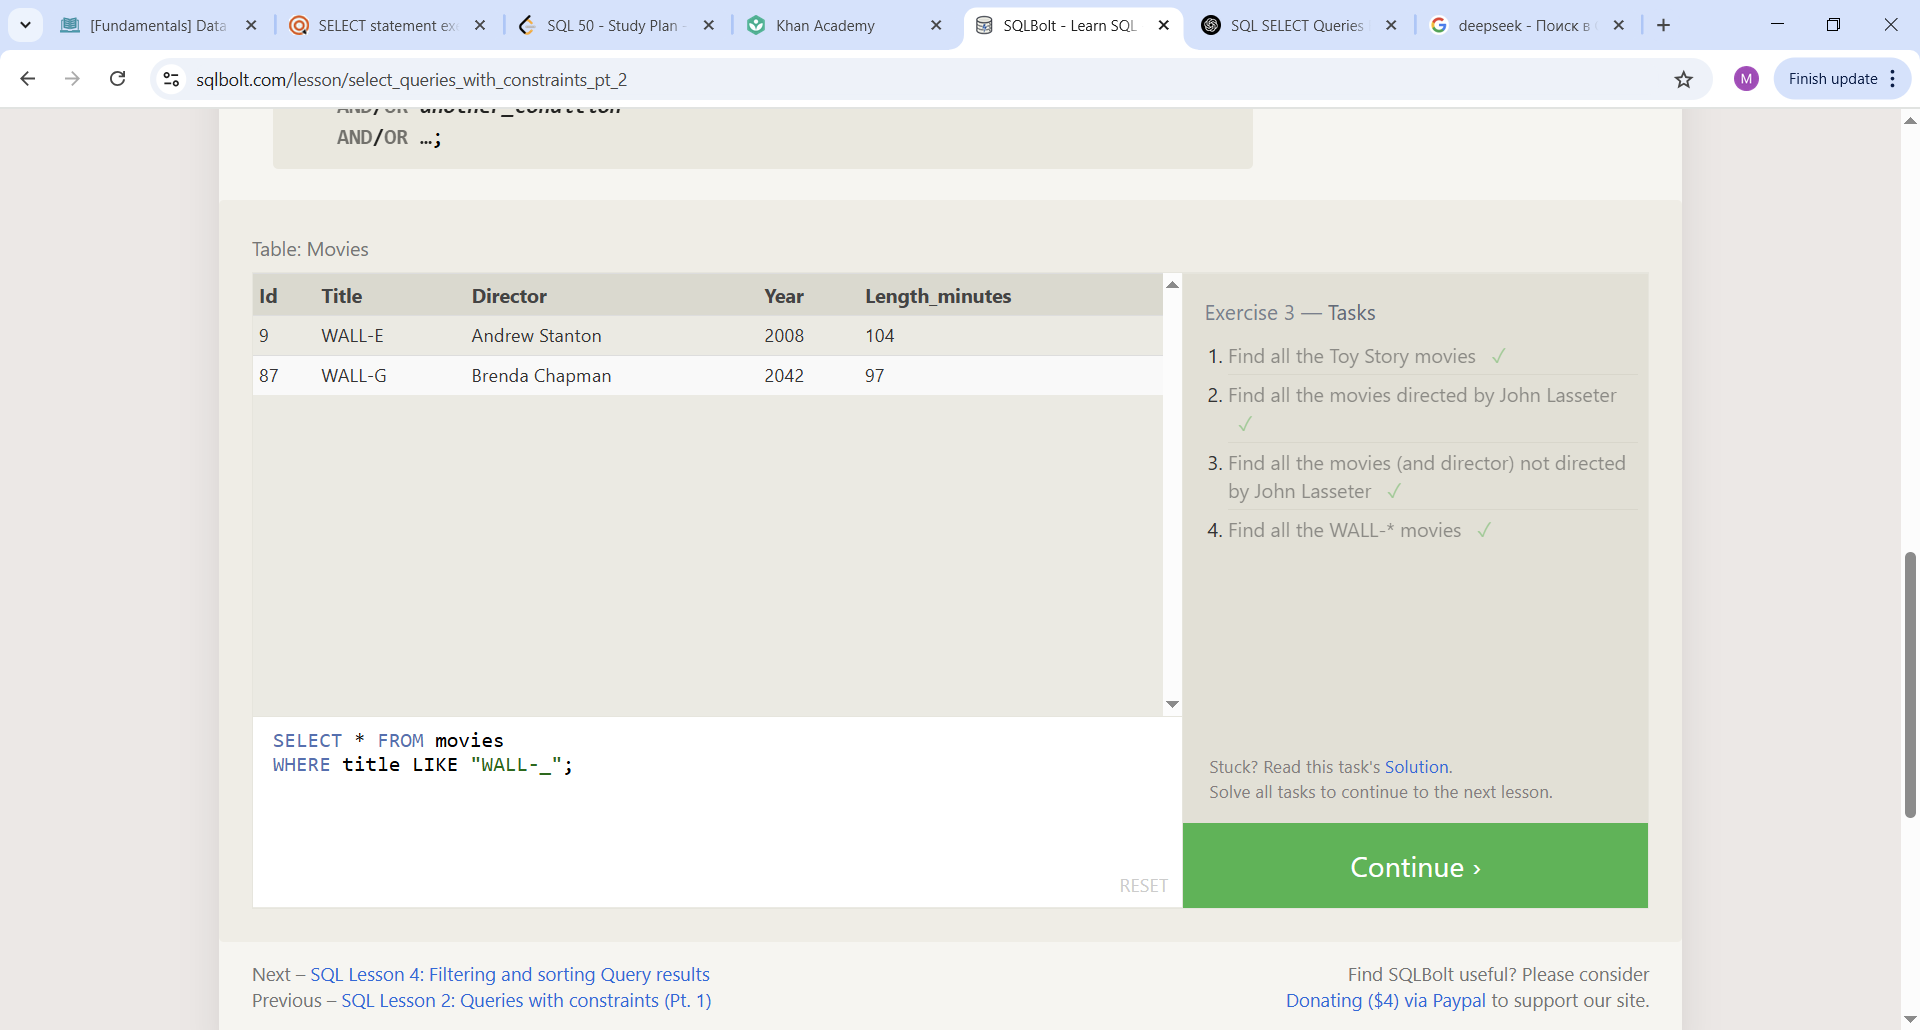 [Fundamentals] Data
SELECT statement exe
SQL 50 - Study Plan -
Khan Academy
SQLBolt - Learn SQL
SQL SELECT Queries
deepseek - Поиск в
sqlbolt.com/lesson/select_queries_with_constraints_pt_2
M
Finish update
AND/OR another_condition
AND/OR …;
Table: Movies
Id Title Director Year Length_minutes
9 WALL-E Andrew Stanton 2008 104
87 WALL-G Brenda Chapman 2042 97
Exercise 3 — Tasks
1. Find all the Toy Story movies ✓
2. Find all the movies directed by John Lasseter
✓
3. Find all the movies (and director) not directed
by John Lasseter ✓
4. Find all the WALL-* movies ✓
SELECT * FROM movies
WHERE title LIKE "WALL-_";
RESET
Stuck? Read this task's Solution.
Solve all tasks to continue to the next lesson.
Continue ›
Next – SQL Lesson 4: Filtering and sorting Query results
Previous – SQL Lesson 2: Queries with constraints (Pt. 1)
Find SQLBolt useful? Please consider
Donating ($4) via Paypal to support our site.